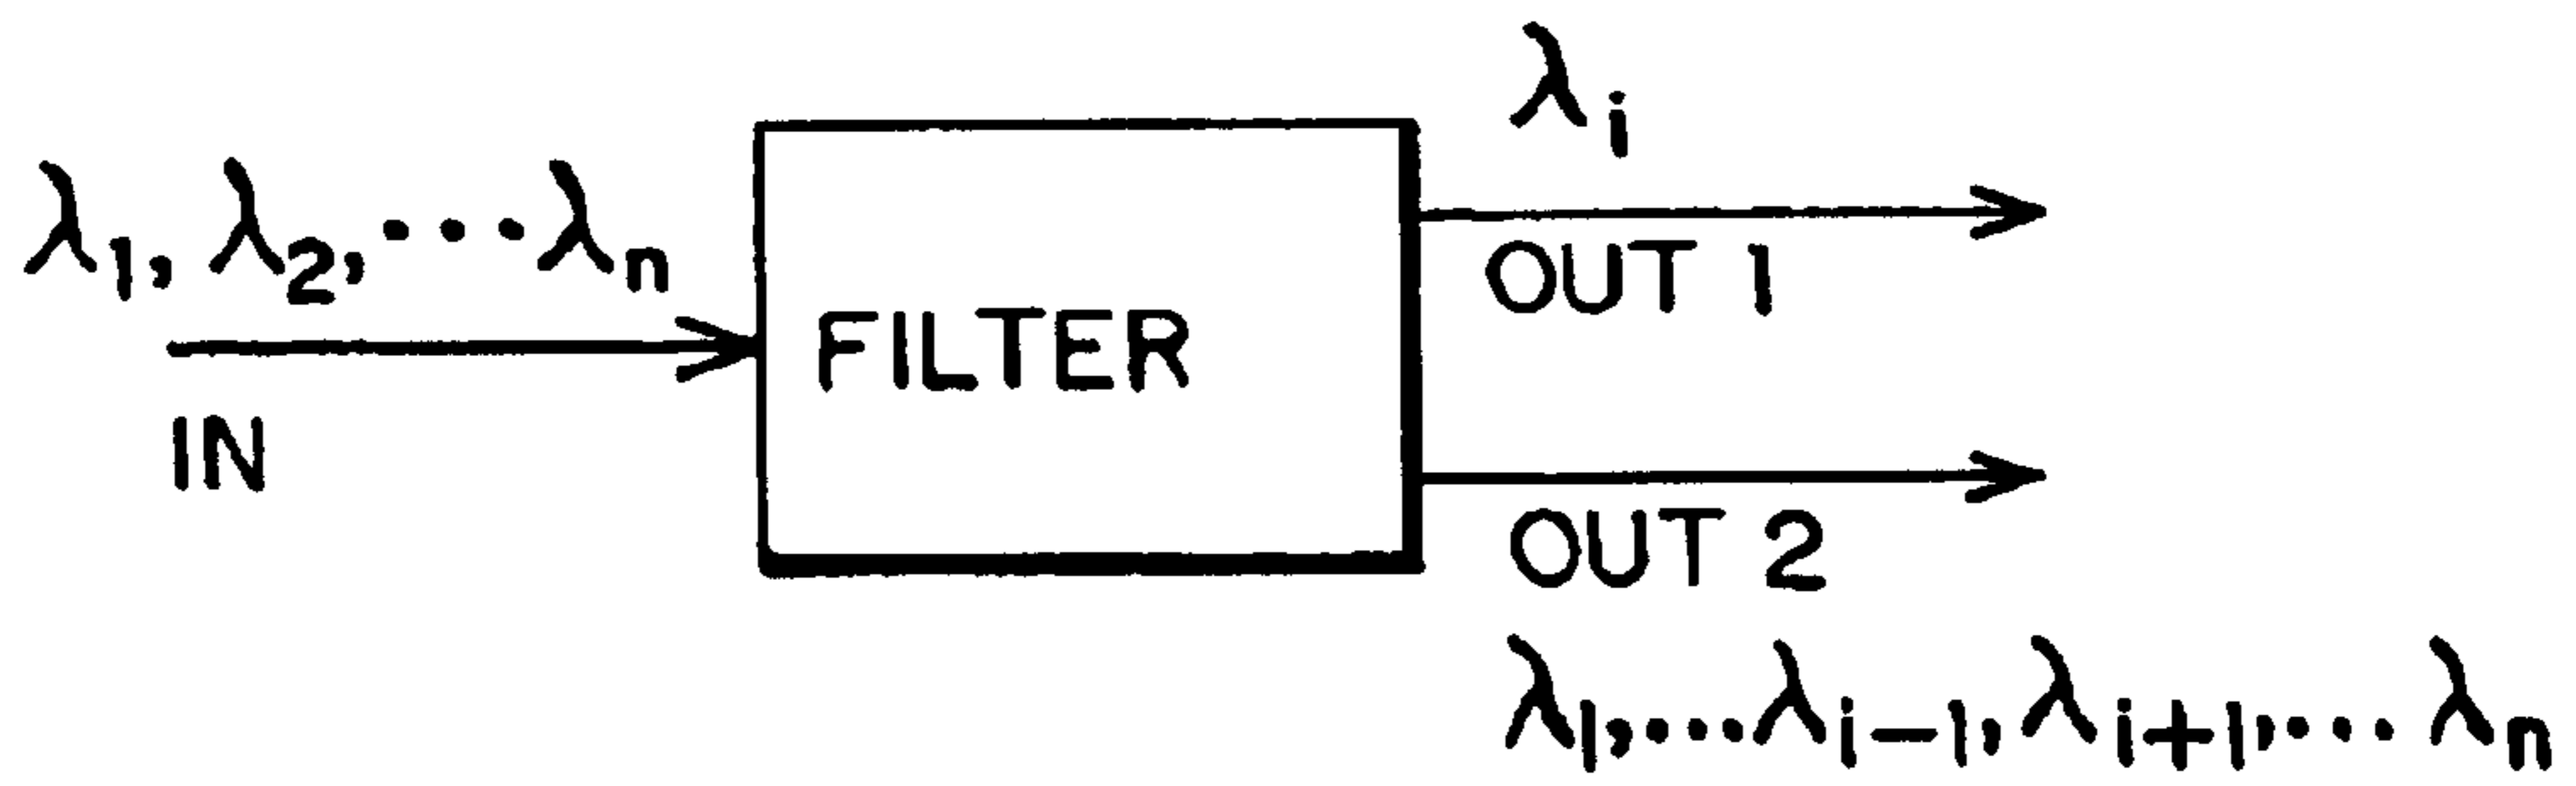 λ₁, λ₂, ··· λₙ
IN
FILTER
λᵢ
OUT 1
OUT 2
λ₁, ... λᵢ₋₁, λᵢ₊₁, ... λₙ